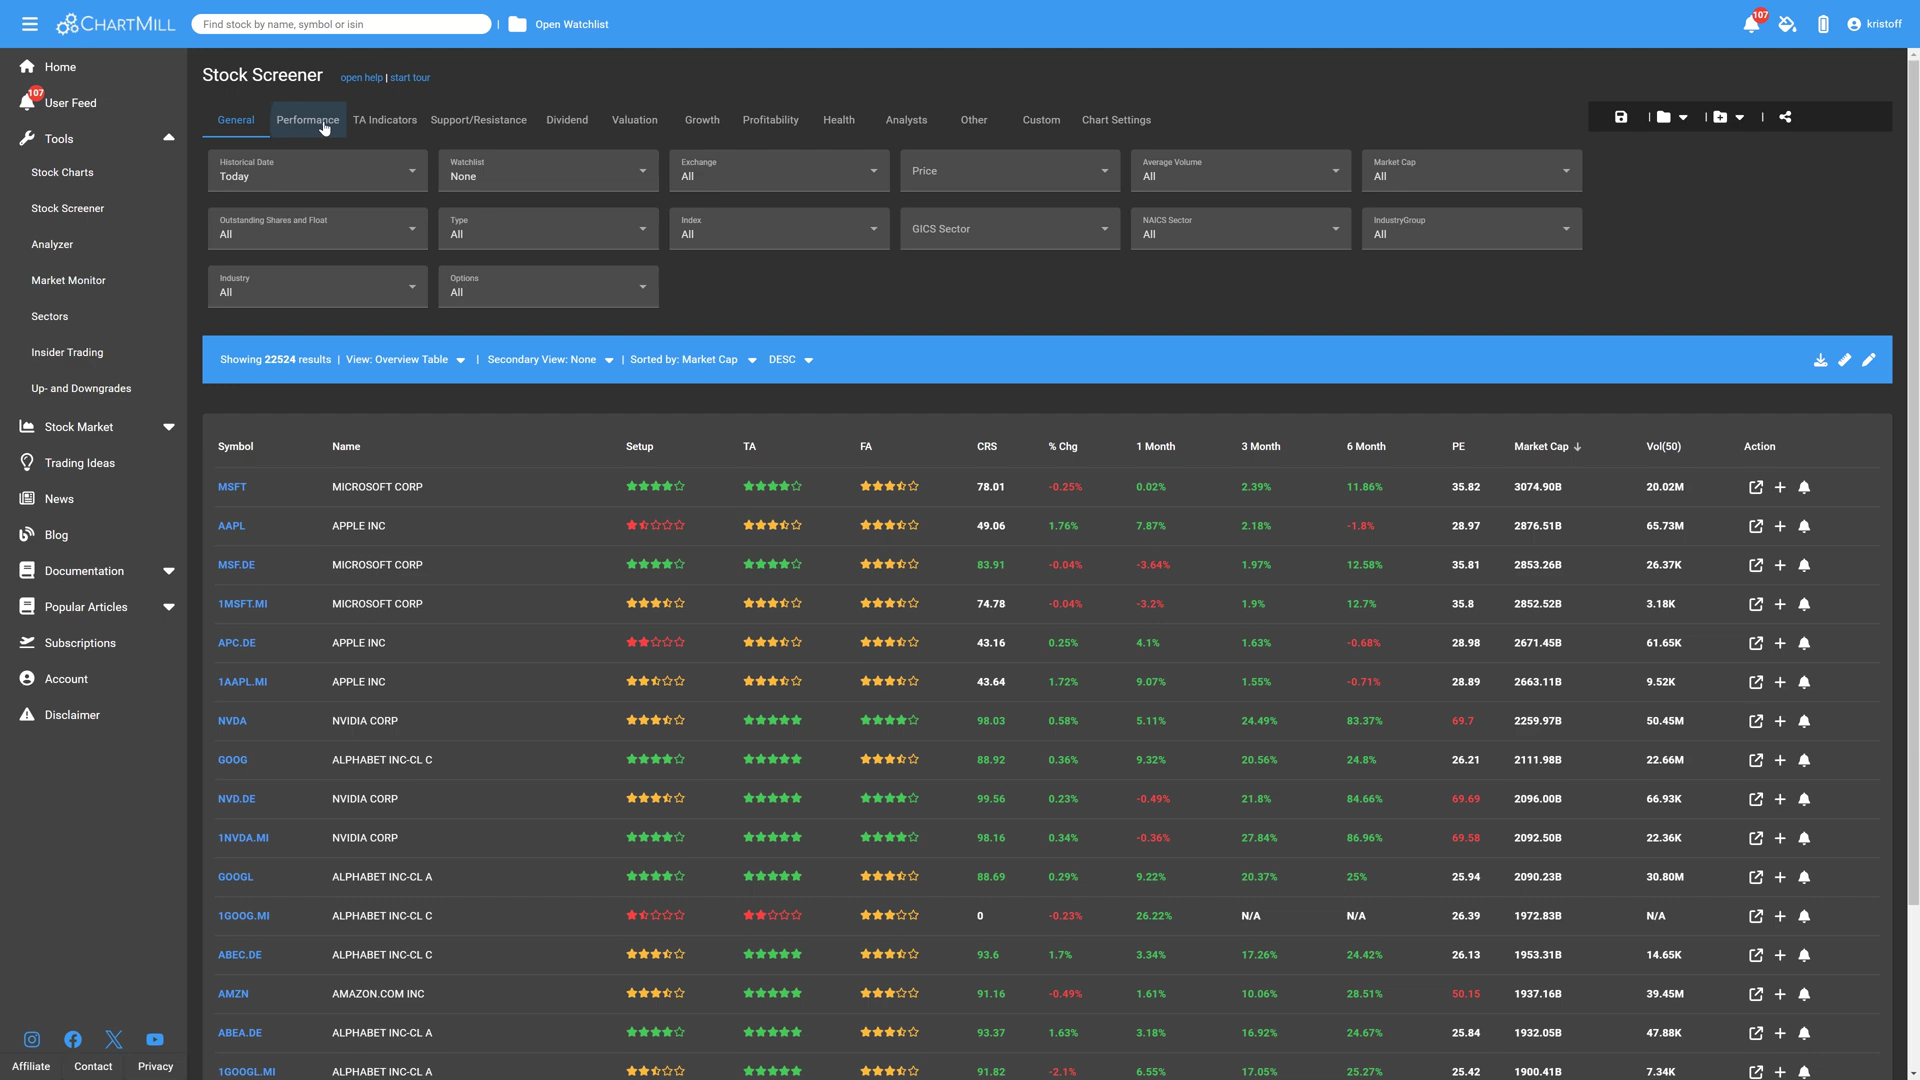 CHARTMILL
Find stock by name, symbol or isin
| Open Watchlist
107
kristoff
Home
107
User Feed
Tools
Stock Charts
Stock Screener
Analyzer
Market Monitor
Sectors
Insider Trading
Up- and Downgrades
Stock Market
Trading Ideas
News
Blog
Documentation
Popular Articles
Subscriptions
Account
Disclaimer
Affiliate Contact Privacy
Stock Screener open help | start tour
General Performance TA Indicators Support/Resistance Dividend Valuation Growth Profitability Health Analysts Other Custom Chart Settings
Historical Date Watchlist Exchange Average Volume Market Cap
Today None All Price All All
Outstanding Shares and Float Type Index NAICS Sector IndustryGroup
All All All GICS Sector All All
Industry Options
All All
Showing 22524 results | View: Overview Table | Secondary View: None | Sorted by: Market Cap DESC
Symbol Name Setup TA FA CRS % Chg 1 Month 3 Month 6 Month PE Market Cap ↓ Vol(50) Action
MSFT MICROSOFT CORP 78.01 -0.25% 0.02% 2.39% 11.86% 35.82 3074.90B 20.02M
AAPL APPLE INC 49.06 1.76% 7.87% 2.18% -1.8% 28.97 2876.51B 65.73M
MSF.DE MICROSOFT CORP 83.91 -0.04% -3.64% 1.97% 12.58% 35.81 2853.26B 26.37K
1MSFT.MI MICROSOFT CORP 74.78 -0.04% -3.2% 1.9% 12.7% 35.8 2852.52B 3.18K
APC.DE APPLE INC 43.16 0.25% 4.1% 1.63% -0.68% 28.98 2671.45B 61.65K
1AAPL.MI APPLE INC 43.64 1.72% 9.07% 1.55% -0.71% 28.89 2663.11B 9.52K
NVDA NVIDIA CORP 98.03 0.58% 5.11% 24.49% 83.37% 69.7 2259.97B 50.45M
GOOG ALPHABET INC-CL C 88.92 0.36% 9.32% 20.56% 24.8% 26.21 2111.98B 22.66M
NVD.DE NVIDIA CORP 99.56 0.23% -0.49% 21.8% 84.66% 69.69 2096.00B 66.93K
1NVDA.MI NVIDIA CORP 98.16 0.34% -0.36% 27.84% 86.96% 69.58 2092.50B 22.36K
GOOGL ALPHABET INC-CL A 88.69 0.29% 9.22% 20.37% 25% 25.94 2090.23B 30.80M
1GOOG.MI ALPHABET INC-CL C 0 -0.23% 26.22% N/A N/A 26.39 1972.83B N/A
ABEC.DE ALPHABET INC-CL C 93.6 1.7% 3.34% 17.26% 24.42% 26.13 1953.31B 14.65K
AMZN AMAZON.COM INC 91.16 -0.49% 1.61% 10.06% 28.51% 50.15 1937.16B 39.45M
ABEA.DE ALPHABET INC-CL A 93.37 1.63% 3.18% 16.92% 24.67% 25.84 1932.05B 47.88K
1GOOGL.MI ALPHABET INC-CL A 91.82 -2.1% 6.55% 17.05% 25.27% 25.42 1900.41B 7.34K